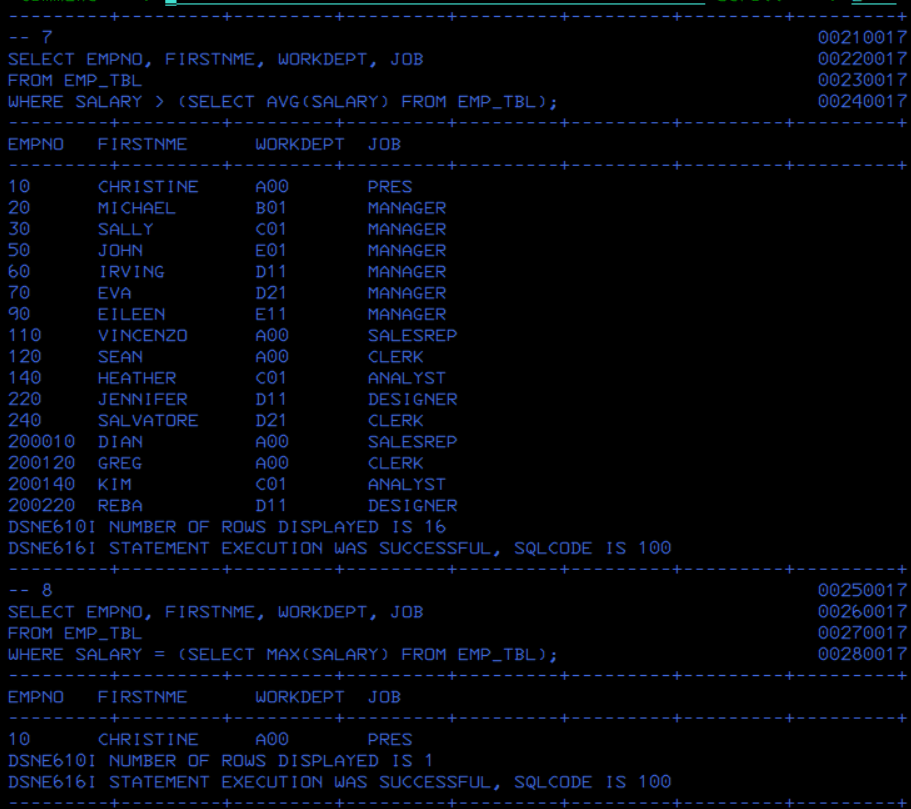 ---------+---------+---------+---------+---------+---------+---------+---------+
-- 7 00210017
SELECT EMPNO, FIRSTNME, WORKDEPT, JOB 00220017
FROM EMP_TBL 00230017
WHERE SALARY > (SELECT AVG(SALARY) FROM EMP_TBL); 00240017
---------+---------+---------+---------+---------+---------+---------+---------+
EMPNO FIRSTNME WORKDEPT JOB
---------+---------+---------+---------+---------+---------+---------+---------+
10 CHRISTINE A00 PRES
20 MICHAEL B01 MANAGER
30 SALLY C01 MANAGER
50 JOHN E01 MANAGER
60 IRVING D11 MANAGER
70 EVA D21 MANAGER
90 EILEEN E11 MANAGER
110 VINCENZO A00 SALESREP
120 SEAN A00 CLERK
140 HEATHER C01 ANALYST
220 JENNIFER D11 DESIGNER
240 SALVATORE D21 CLERK
200010 DIAN A00 SALESREP
200120 GREG A00 CLERK
200140 KIM C01 ANALYST
200220 REBA D11 DESIGNER
DSNE610I NUMBER OF ROWS DISPLAYED IS 16
DSNE616I STATEMENT EXECUTION WAS SUCCESSFUL, SQLCODE IS 100
---------+---------+---------+---------+---------+---------+---------+---------+
-- 8 00250017
SELECT EMPNO, FIRSTNME, WORKDEPT, JOB 00260017
FROM EMP_TBL 00270017
WHERE SALARY = (SELECT MAX(SALARY) FROM EMP_TBL); 00280017
---------+---------+---------+---------+---------+---------+---------+---------+
EMPNO FIRSTNME WORKDEPT JOB
---------+---------+---------+---------+---------+---------+---------+---------+
10 CHRISTINE A00 PRES
DSNE610I NUMBER OF ROWS DISPLAYED IS 1
DSNE616I STATEMENT EXECUTION WAS SUCCESSFUL, SQLCODE IS 100
---------+---------+---------+---------+---------+---------+---------+---------+